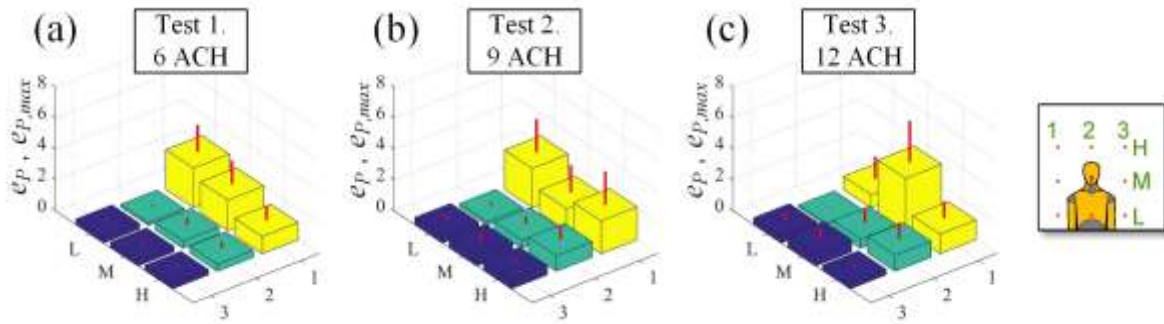 (a)
Test 1.
6 ACH
e_P , e_P,max
8
6
4
2
0
L
M
H
3
2
1
(b)
Test 2.
9 ACH
e_P , e_P,max
8
6
4
2
0
L
M
H
3
2
1
(c)
Test 3.
12 ACH
e_P , e_P,max
8
6
4
2
0
L
M
H
3
2
1
1 2 3
H
M
L